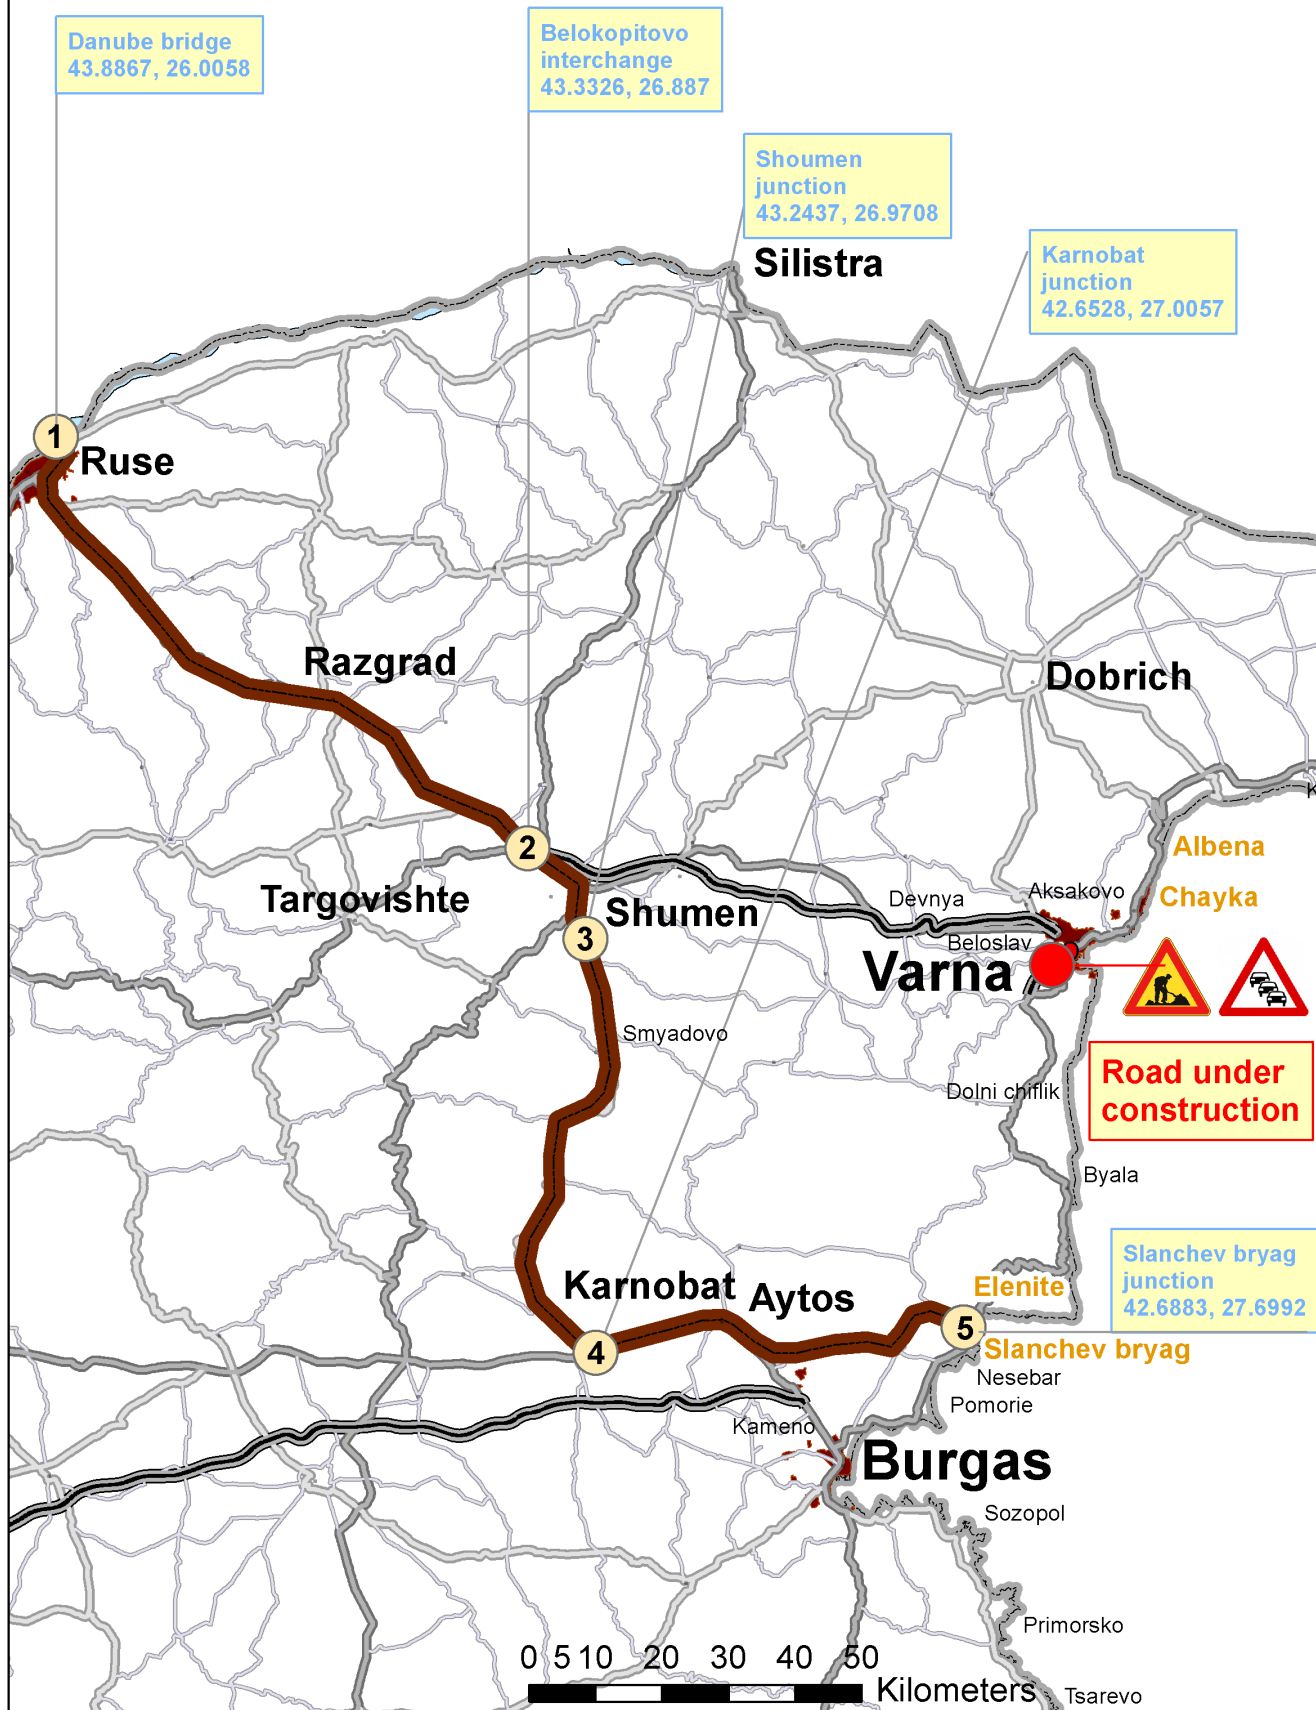 Danube bridge
43.8867, 26.0058
Belokopitovo
interchange
43.3326, 26.887
Shoumen
junction
43.2437, 26.9708
Karnobat
junction
42.6528, 27.0057
Silistra
1
Ruse
Razgrad
Dobrich
2
Albena
Targovishte
Devnya
Aksakovo
Chayka
Shumen
3
Beloslav
Varna
Smyadovo
Road under
construction
Dolni chiflik
Byala
Slanchev bryag
junction
42.6883, 27.6992
Karnobat
Aytos
Elenite
5
4
Slanchev bryag
Nesebar
Pomorie
Kameno
Burgas
Sozopol
Primorsko
0 5 10 20 30 40 50
Kilometers
Tsarevo